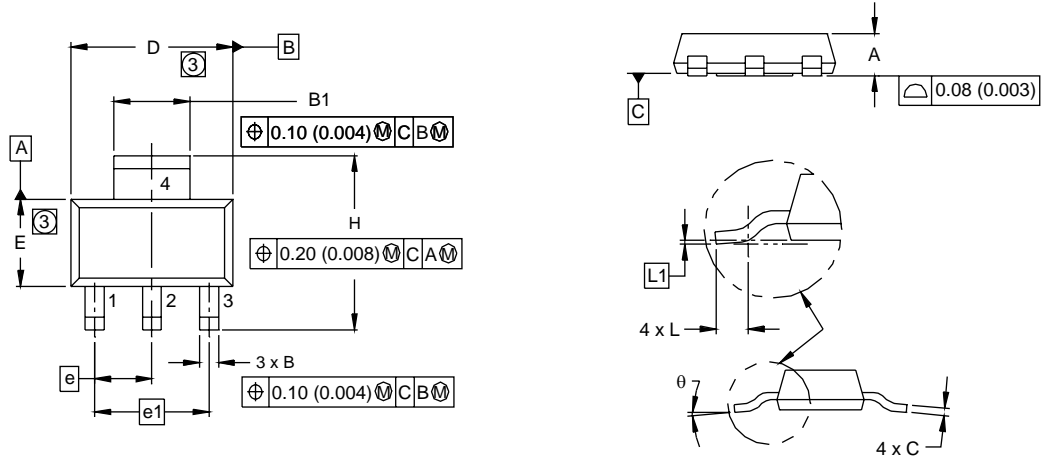 D
B
3
B1
⌖ 0.10 (0.004) Ⓜ C B Ⓜ
A
4
3
E
H
⌖ 0.20 (0.008) Ⓜ C A Ⓜ
1 2 3
3 x B
e
⌖ 0.10 (0.004) Ⓜ C B Ⓜ
e1
A
C
⌓ 0.08 (0.003)
L1
4 x L
θ
4 x C